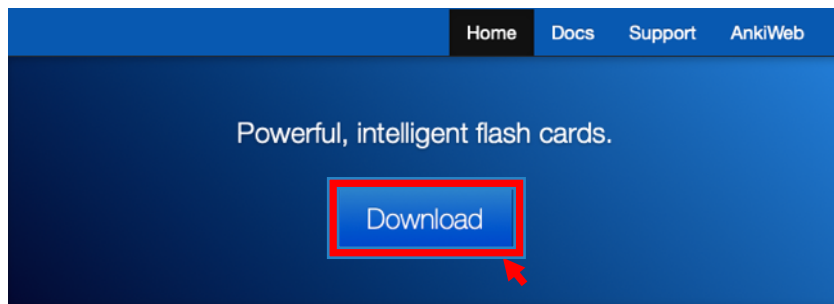 Home Docs Support AnkiWeb
Powerful, intelligent flash cards.
Download